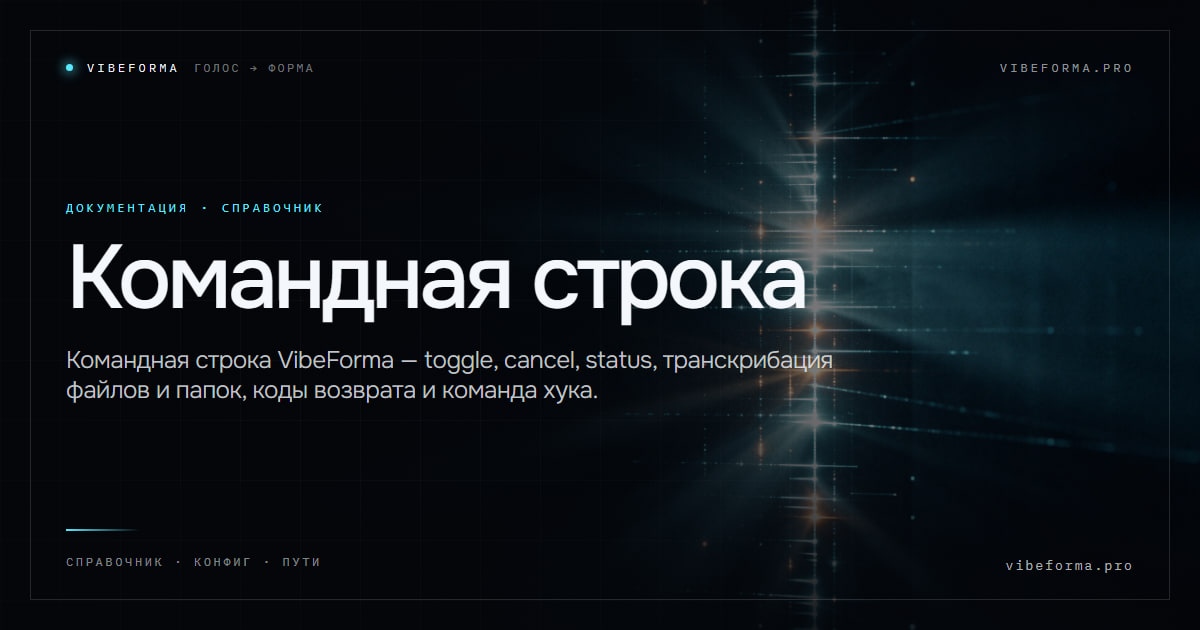 VIBEFORMA ГОЛОС → ФОРМА
VIBEFORMA.PRO
ДОКУМЕНТАЦИЯ · СПРАВОЧНИК
Командная строка
Командная строка VibeForma — toggle, cancel, status, транскрибация
файлов и папок, коды возврата и команда хука.
СПРАВОЧНИК · КОНФИГ · ПУТИ
vibeforma.pro